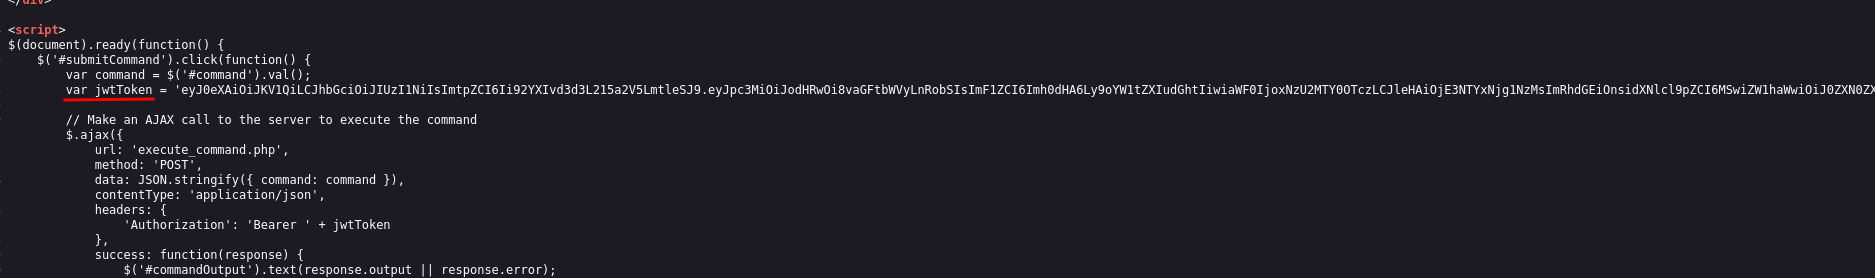 </div>
<script>
$(document).ready(function() {
$('#submitCommand').click(function() {
var command = $('#command').val();
var jwtToken = 'eyJ0eXAiOiJKV1QiLCJhbGciOiJIUzI1NiIsImtpZCI6Ii92YXIvd3d3L215a2V5LmtleSJ9.eyJpc3MiOiJodHRwOi8vaGFtbWVyLnRobSIsImF1ZCI6Imh0dHA6Ly9oYW1tZXIudGhtIiwiaWF0IjoxNzU2MTY0OTczLCJleHAiOjE3NTYxNjg1NzMsImRhdGEiOnsidXNlcl9pZCI6MSwiZW1haWwiOiJ0ZXN0ZX
// Make an AJAX call to the server to execute the command
$.ajax({
url: 'execute_command.php',
method: 'POST',
data: JSON.stringify({ command: command }),
contentType: 'application/json',
headers: {
'Authorization': 'Bearer ' + jwtToken
},
success: function(response) {
$('#commandOutput').text(response.output || response.error);